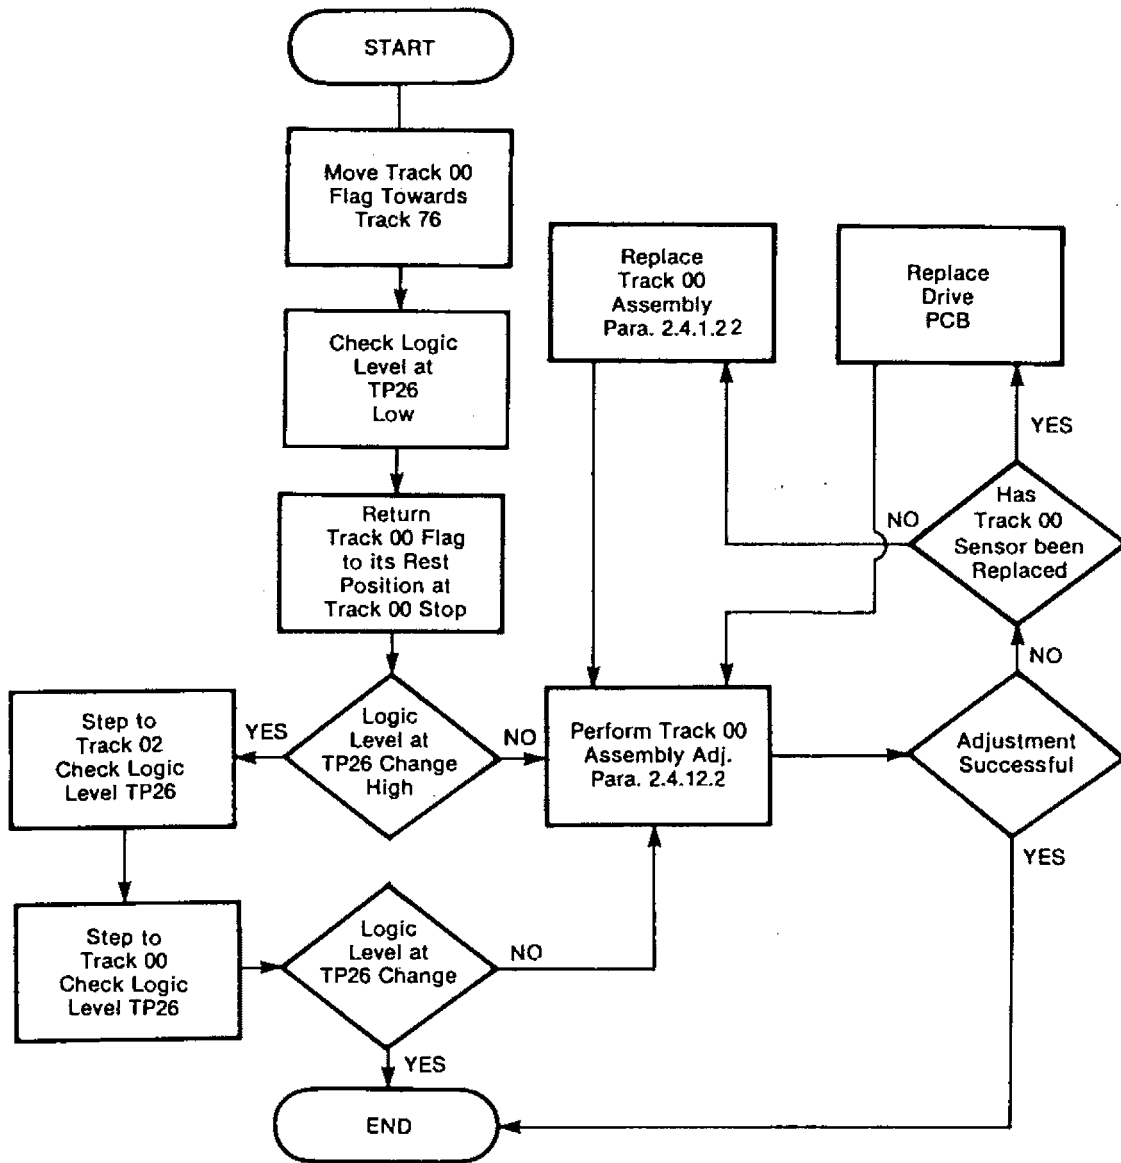 START
Move Track 00
Flag Towards
Track 76
Check Logic
Level at
TP26
Low
Return
Track 00 Flag
to its Rest
Position at
Track 00 Stop
Logic
Level at
TP26 Change
High
YES
NO
Step to
Track 02
Check Logic
Level TP26
Step to
Track 00
Check Logic
Level TP26
Logic
Level at
TP26 Change
NO
YES
END
Replace
Track 00
Assembly
Para. 2.4.1.22
Perform Track 00
Assembly Adj.
Para. 2.4.12.2
Adjustment
Successful
NO
YES
Has
Track 00
Sensor been
Replaced
NO
YES
Replace
Drive
PCB